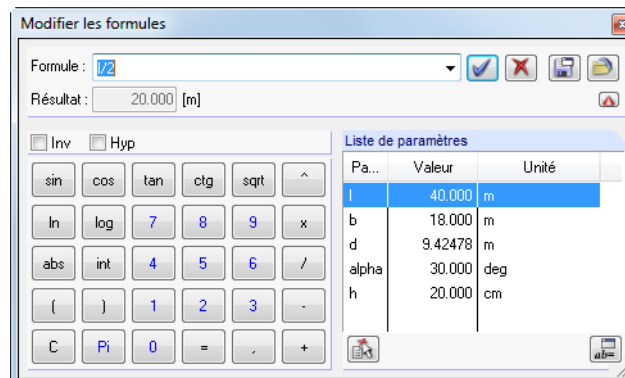 Modifier les formules
Formule : l/2
Résultat : 20.000 [m]
Inv Hyp
Liste de paramètres
sin cos tan ctg sqrt ^
ln log 7 8 9 x
abs int 4 5 6 /
( ) 1 2 3 -
C Pi 0 = , +
Pa... Valeur Unité
l 40.000 m
b 18.000 m
d 9.42478 m
alpha 30.000 deg
h 20.000 cm
ab=